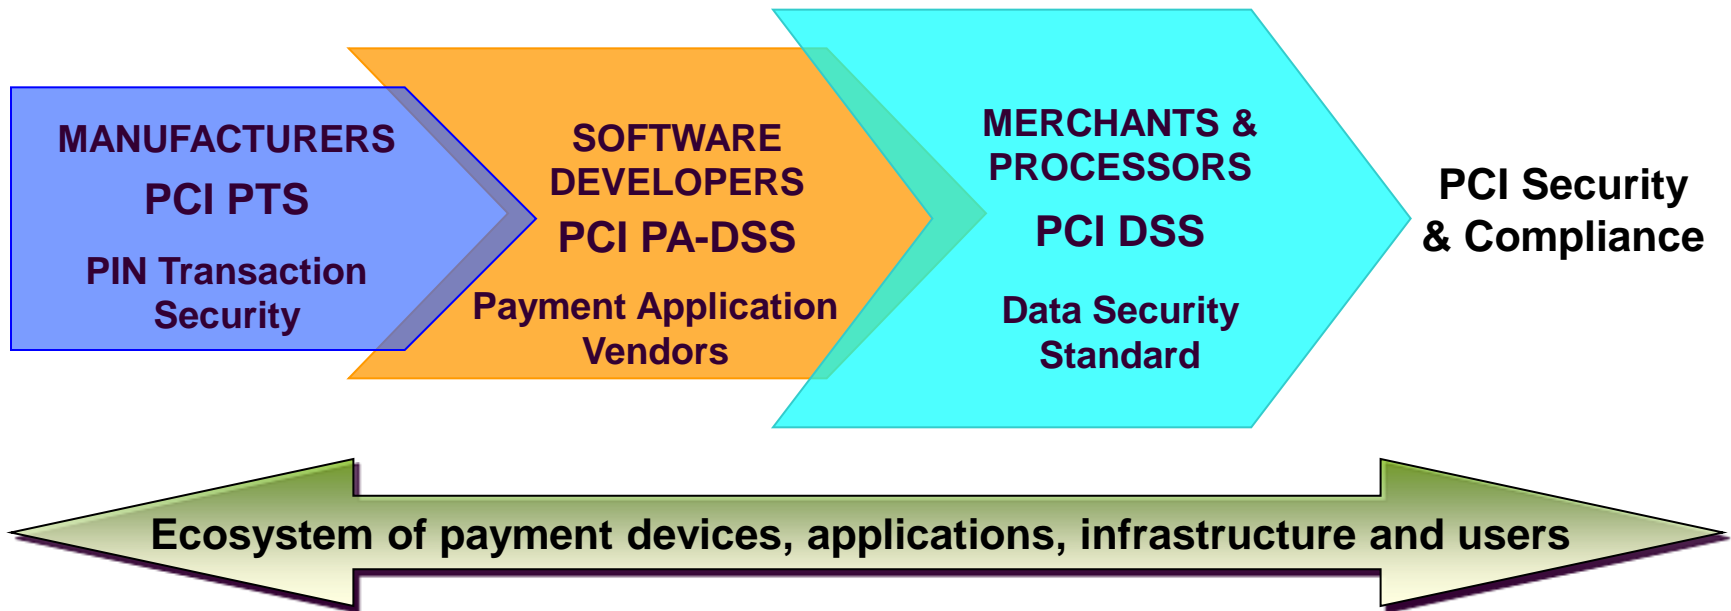 MANUFACTURERS
PCI PTS
PIN Transaction
Security
SOFTWARE
DEVELOPERS
PCI PA-DSS
Payment Application
Vendors
MERCHANTS &
PROCESSORS
PCI DSS
Data Security
Standard
PCI Security
& Compliance
Ecosystem of payment devices, applications, infrastructure and users